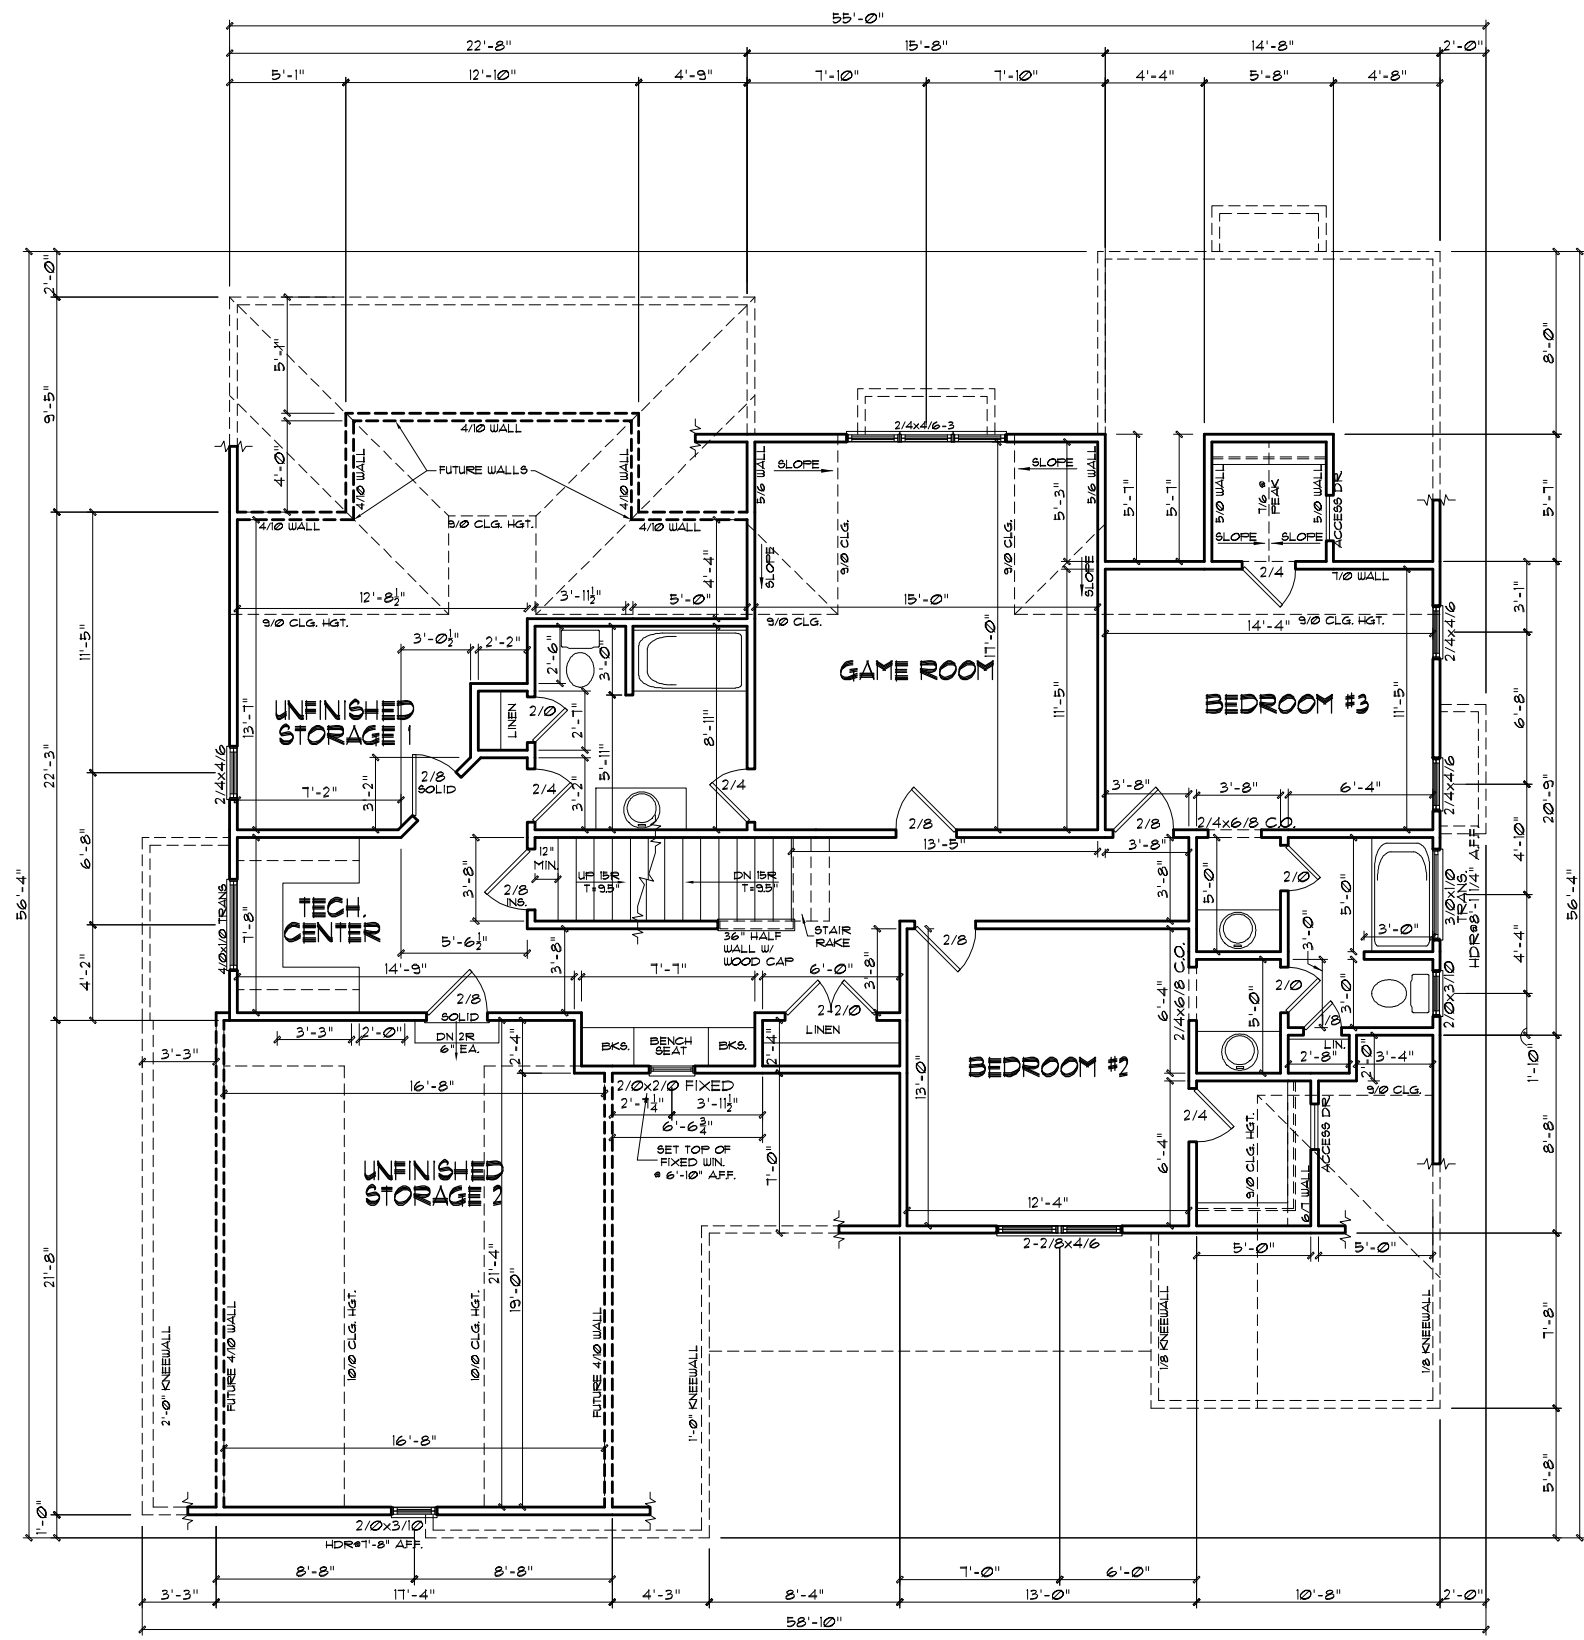 55'-0"
22'-8" 15'-8" 14'-8" 2'-0"
5'-1" 12'-10" 4'-9" 7'-10" 7'-10" 4'-4" 5'-8" 4'-8"
2'-0"
9'-5"
22'-3"
21'-8"
1'-0"
56'-4"
11'-5"
6'-8"
4'-2"
5'-1"
4'-0"
4/10 WALL
4/10 WALL
4/10 WALL
FUTURE WALLS
4/10 WALL
9/0 CLG. HGT.
4/10 WALL
2/4x4/6-3
SLOPE
SLOPE
5/6 WALL
5/6 WALL
5'-3"
9/0 CLG.
9/0 CLG.
SLOPE
SLOPE
5'-7"
5'-7"
5/0 WALL
7/6 @
PEAK
5/0 WALL
ACCESS DR
SLOPE
SLOPE
2/4
7/0 WALL
8'-0"
5'-7"
20'-9"
8'-8"
7'-8"
5'-8"
56'-4"
3'-1"
6'-8"
4'-10"
4'-4"
1'-10"
12'-8½"
3'-11½"
5'-0"
4'-4"
9/0 CLG. HGT.
15'-0"
9/0 CLG.
9/0 CLG. HGT.
14'-4"
2/4x4/6
3'-0½"
2'-2"
2'-6"
3'-0"
17'-0"
GAME ROOM
UNFINISHED
STORAGE 1
13'-7"
LINEN
2/0
2'-7"
8'-11"
11'-5"
BEDROOM #3
11'-5"
2/4x4/6
2/4x4/6
2/8
SOLID
7'-2"
3'-2"
3'-2"
5'-11"
2/4
2/4
2/8
3'-8"
3'-8"
6'-4"
2/8
2/4x6/8 C.O.
13'-5"
3'-8"
TECH.
CENTER
4/0x1/0 TRANS
7'-8"
3'-8"
2/8
INS.
12"
MIN.
UP 15R
T=9.5"
DN 15R
T=9.5"
36" HALF
WALL W/
WOOD CAP
STAIR
RAKE
3'-8"
5'-0"
2/0
5'-0"
3'-0"
3'-0"
3/0x1/0
TRANS.
HDR@8'-1 1/4" A.F.F.
5'-6½"
14'-9"
3'-8"
7'-7"
6'-0"
3'-8"
2/8
2/8
SOLID
2-2/0
LINEN
2/4x6/8 C.O.
6'-4"
5'-0"
2/0
3'-0"
1/8
2/0x3/10
3'-3"
3'-3"
2'-0"
DN 2R
6" EA.
2'-4"
BKS.
BENCH
SEAT
BKS.
2'-4"
LIN.
2'-8"
2'-0"
3'-4"
9/0 CLG.
BEDROOM #2
13'-0"
16'-8"
2/0x2/0 FIXED
2'-7¼"
3'-11½"
6'-6¾"
SET TOP OF
FIXED WIN.
@ 6'-10" A.F.F.
7'-0"
2/4
6'-4"
9/0 CLG. HGT.
ACCESS DR
6/7 WALL
12'-4"
2-2/8x4/6
5'-0"
5'-0"
UNFINISHED
STORAGE 2
21'-4"
19'-0"
2'-0" KNEEWALL
FUTURE 4/10 WALL
10/0 CLG. HGT.
10/0 CLG. HGT.
FUTURE 4/10 WALL
1'-0" KNEEWALL
1/8 KNEEWALL
1/8 KNEEWALL
16'-8"
2/0x3/10
HDR@7'-8" A.F.F.
8'-8" 8'-8" 7'-0" 6'-0"
3'-3" 17'-4" 4'-3" 8'-4" 13'-0" 10'-8" 2'-0"
58'-10"